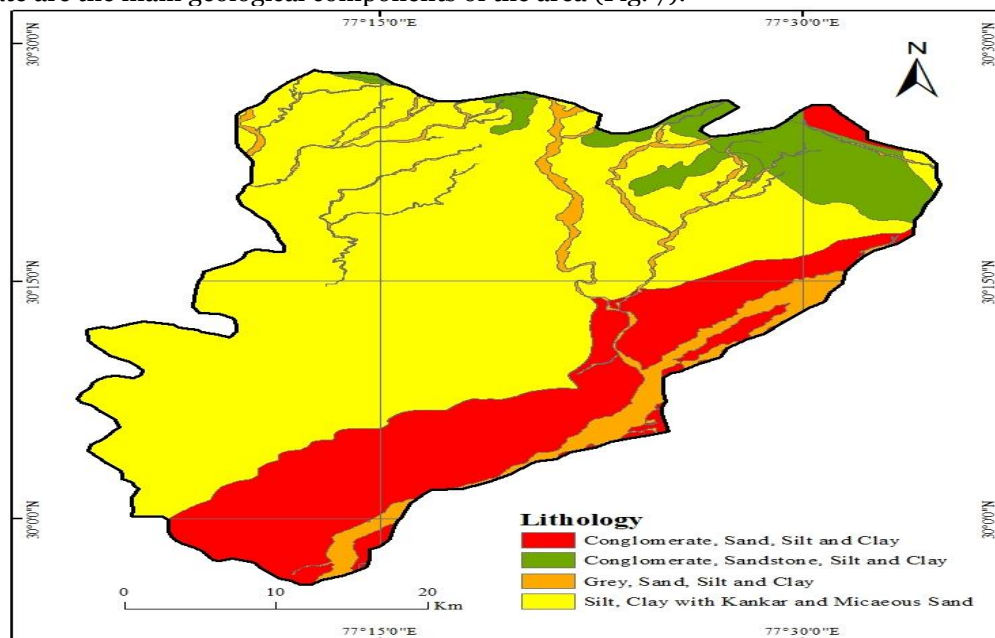 ate are the main geological components of the area (Fig. 7).
77°15'0"E 77°30'0"E
30°30'0"N 30°30'0"N
N
30°15'0"N 30°15'0"N
30°0'0"N 30°0'0"N
Lithology
Conglomerate, Sand, Silt and Clay
Conglomerate, Sandstone, Silt and Clay
Grey, Sand, Silt and Clay
Silt, Clay with Kankar and Micaeous Sand
0 10 20
Km
77°15'0"E 77°30'0"E